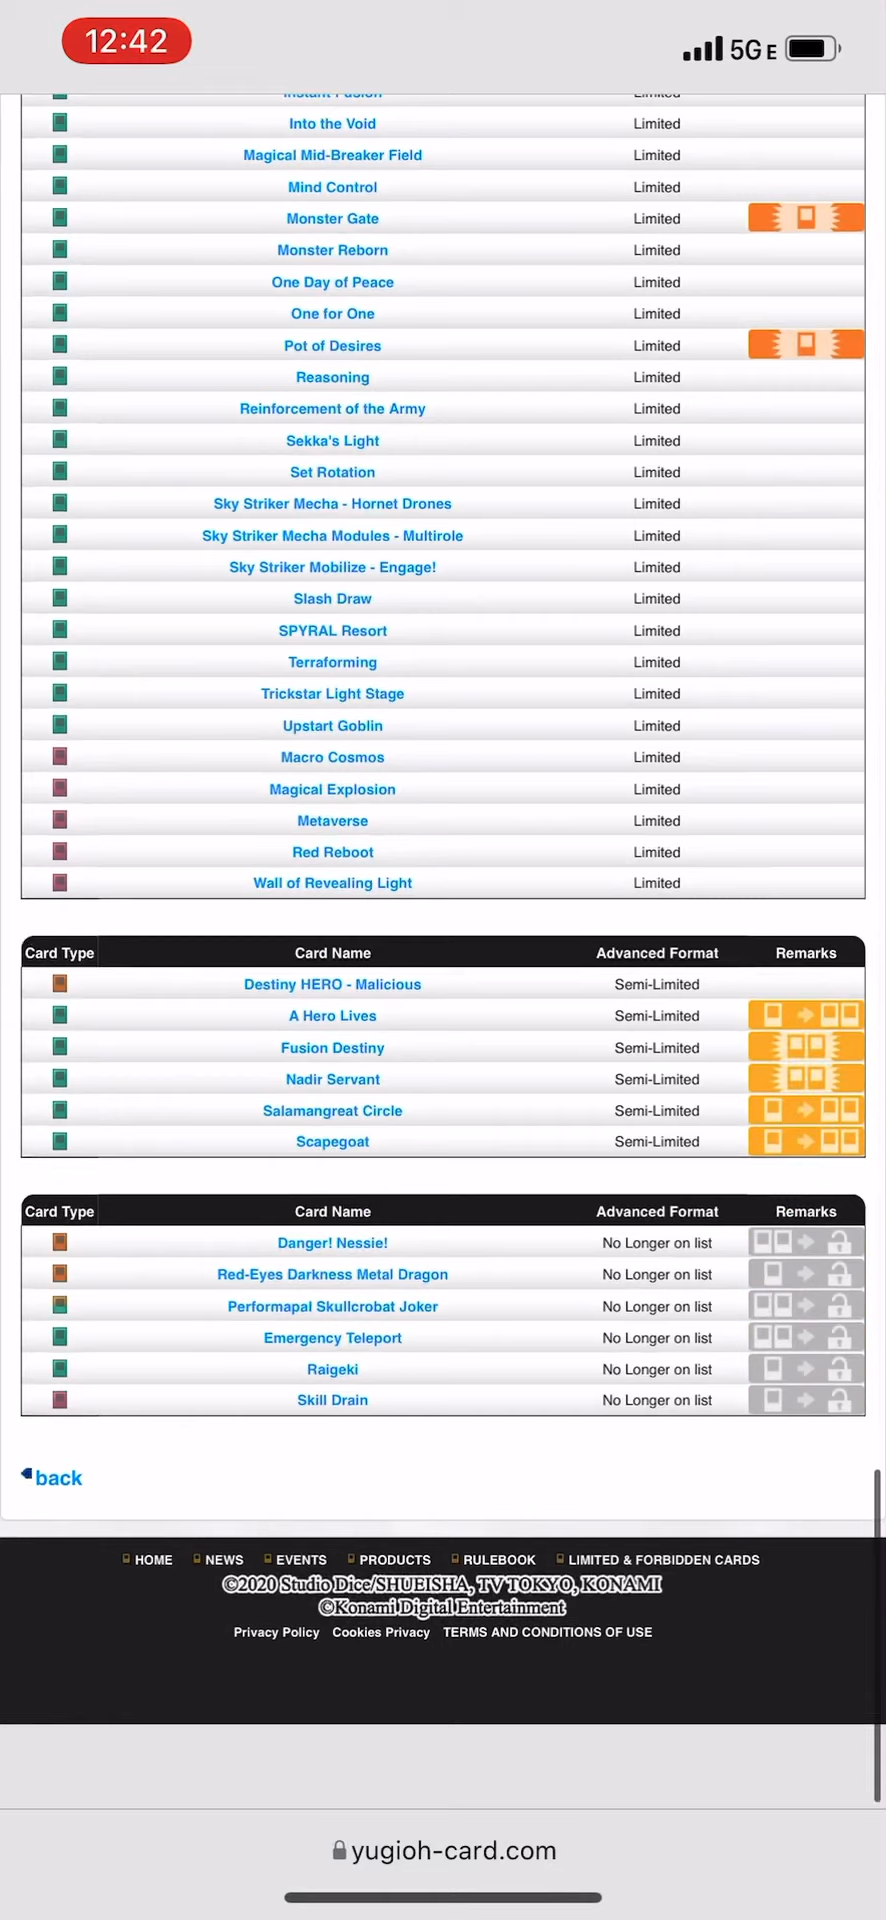 12:42 5GE
Instant Fusion Limited
Into the Void Limited
Magical Mid-Breaker Field Limited
Mind Control Limited
Monster Gate Limited
Monster Reborn Limited
One Day of Peace Limited
One for One Limited
Pot of Desires Limited
Reasoning Limited
Reinforcement of the Army Limited
Sekka's Light Limited
Set Rotation Limited
Sky Striker Mecha - Hornet Drones Limited
Sky Striker Mecha Modules - Multirole Limited
Sky Striker Mobilize - Engage! Limited
Slash Draw Limited
SPYRAL Resort Limited
Terraforming Limited
Trickstar Light Stage Limited
Upstart Goblin Limited
Macro Cosmos Limited
Magical Explosion Limited
Metaverse Limited
Red Reboot Limited
Wall of Revealing Light Limited
Card Type Card Name Advanced Format Remarks
Destiny HERO - Malicious Semi-Limited
A Hero Lives Semi-Limited
Fusion Destiny Semi-Limited
Nadir Servant Semi-Limited
Salamangreat Circle Semi-Limited
Scapegoat Semi-Limited
Card Type Card Name Advanced Format Remarks
Danger! Nessie! No Longer on list
Red-Eyes Darkness Metal Dragon No Longer on list
Performapal Skullcrobat Joker No Longer on list
Emergency Teleport No Longer on list
Raigeki No Longer on list
Skill Drain No Longer on list
back
HOME NEWS EVENTS PRODUCTS RULEBOOK LIMITED & FORBIDDEN CARDS
©2020 Studio Dice/SHUEISHA, TV TOKYO, KONAMI
©Konami Digital Entertainment
Privacy Policy Cookies Privacy TERMS AND CONDITIONS OF USE
yugioh-card.com